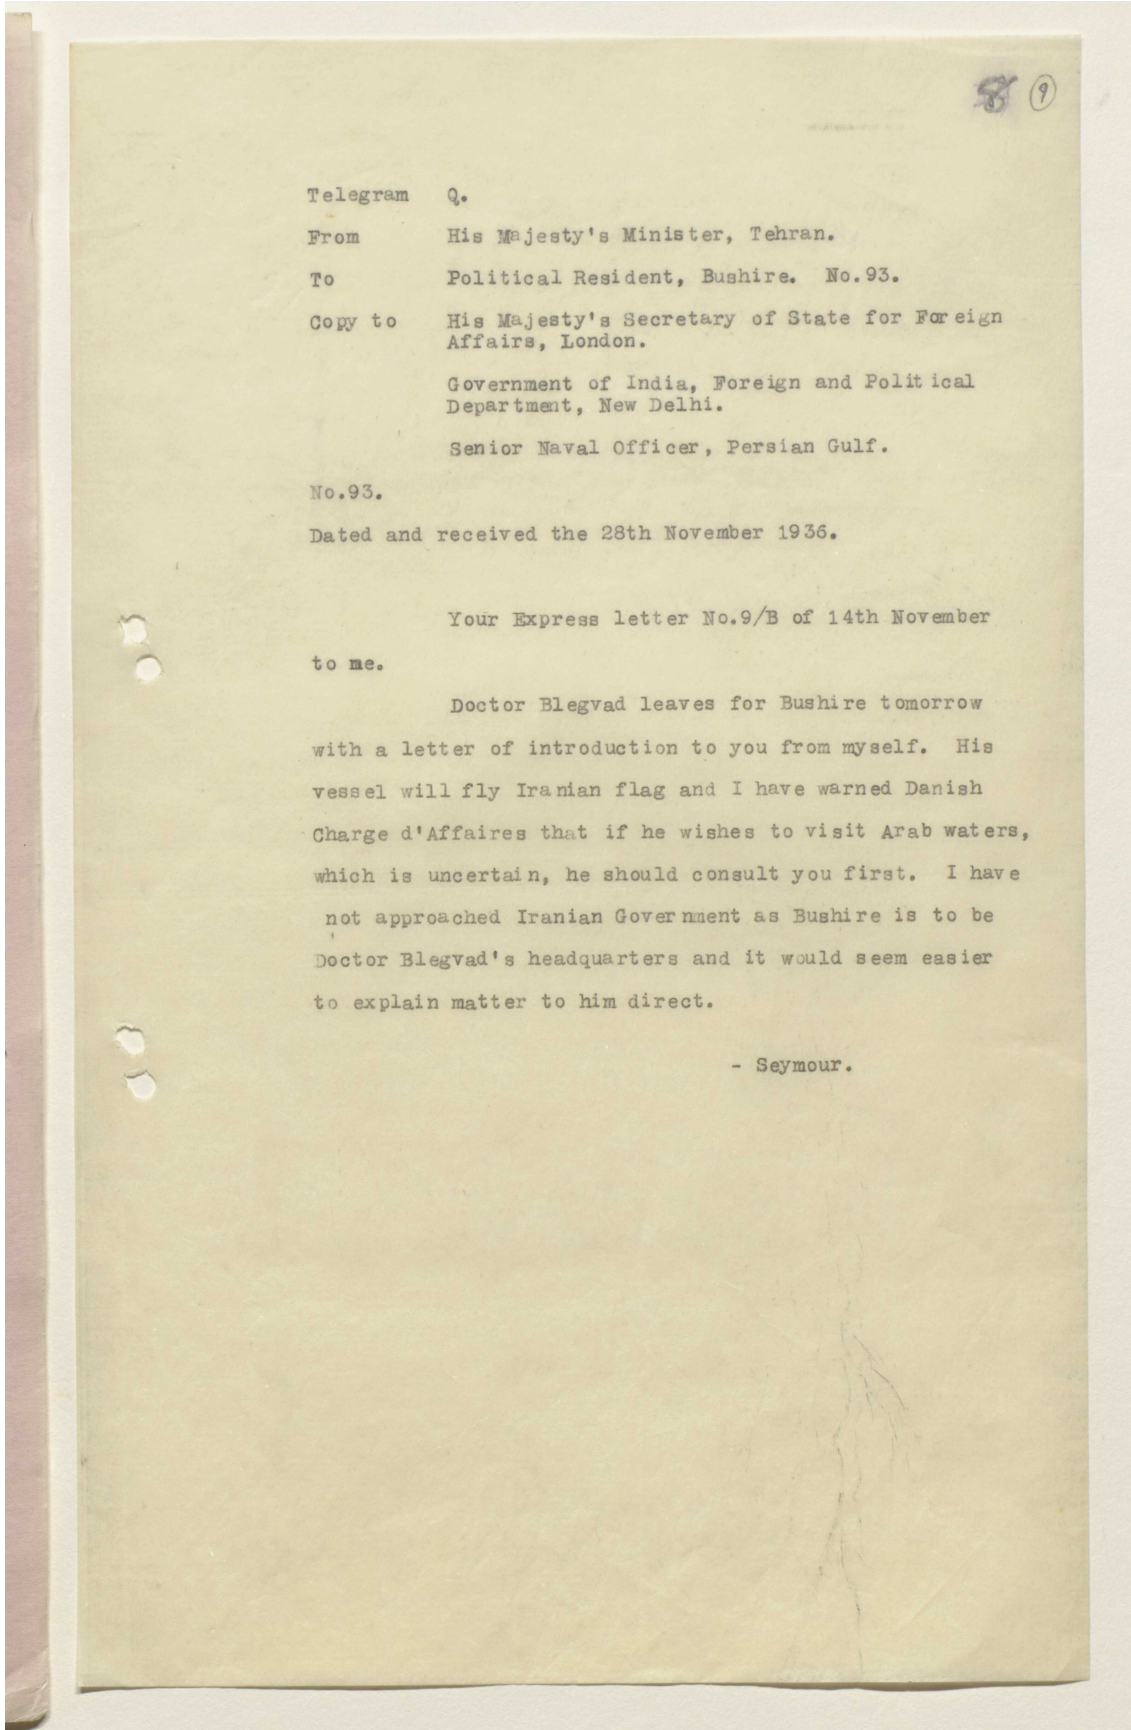 8 9
Telegram Q.
From His Majesty's Minister, Tehran.
To Political Resident, Bushire. No.93.
Copy to His Majesty's Secretary of State for Foreign
Affairs, London.
Government of India, Foreign and Political
Department, New Delhi.
Senior Naval Officer, Persian Gulf.
No.93.
Dated and received the 28th November 1936.
Your Express letter No.9/B of 14th November
to me.
Doctor Blegvad leaves for Bushire tomorrow
with a letter of introduction to you from myself. His
vessel will fly Iranian flag and I have warned Danish
Charge d'Affaires that if he wishes to visit Arab waters,
which is uncertain, he should consult you first. I have
not approached Iranian Government as Bushire is to be
Doctor Blegvad's headquarters and it would seem easier
to explain matter to him direct.
- Seymour.